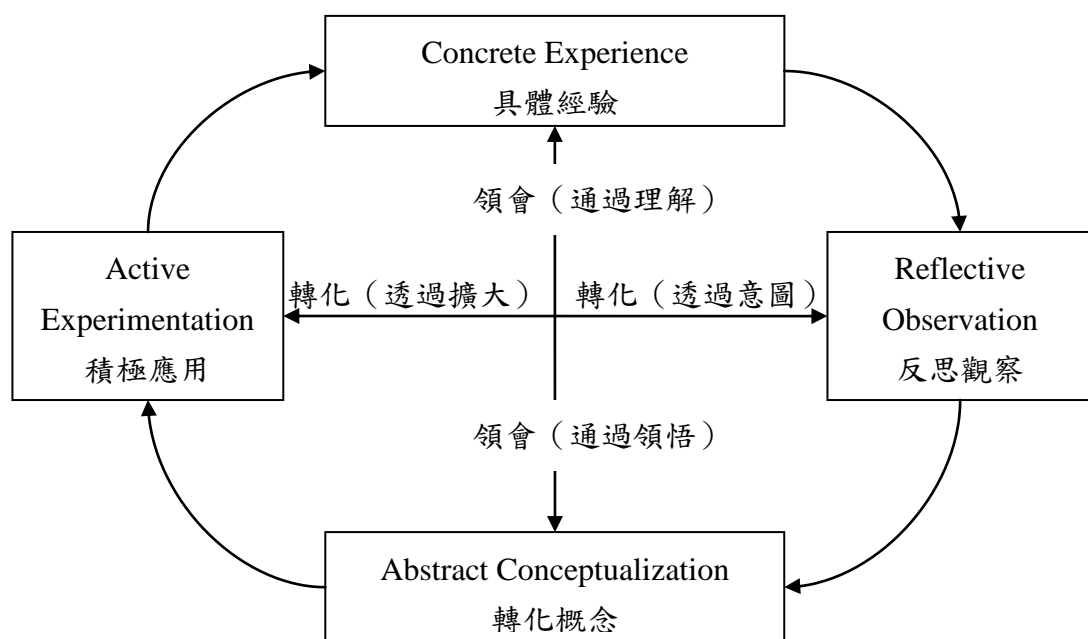 Concrete Experience
具體經驗
領會（通過理解）
Active
Experimentation
積極應用
轉化（透過擴大）
轉化（透過意圖）
Reflective
Observation
反思觀察
領會（通過領悟）
Abstract Conceptualization
轉化概念